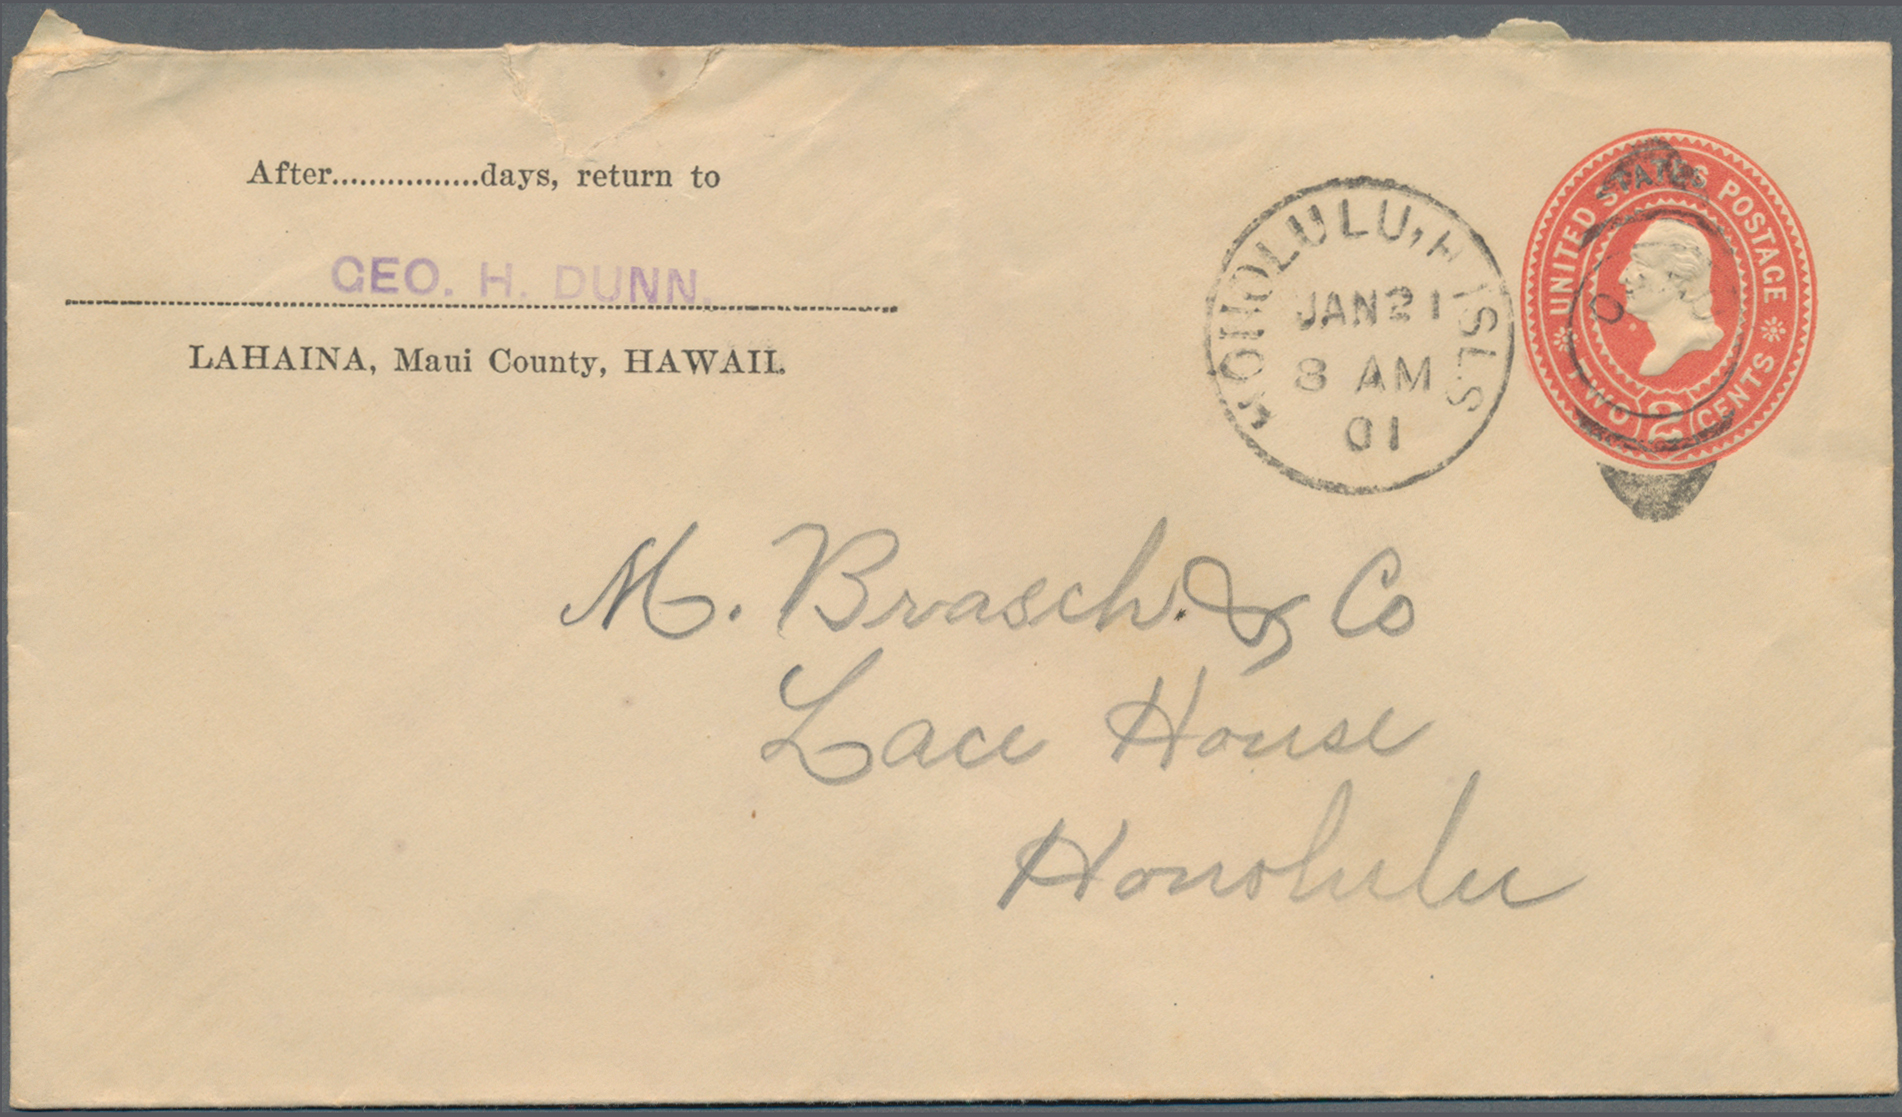 After................days, return to
GEO. H. DUNN.
LAHAINA, Maui County, HAWAII.
HONOLULU, H ISLS
JAN 21
8 AM
01
UNITED STATES POSTAGE
TWO 2 CENTS
M. Brasch. & Co
Lace House
Honolulu